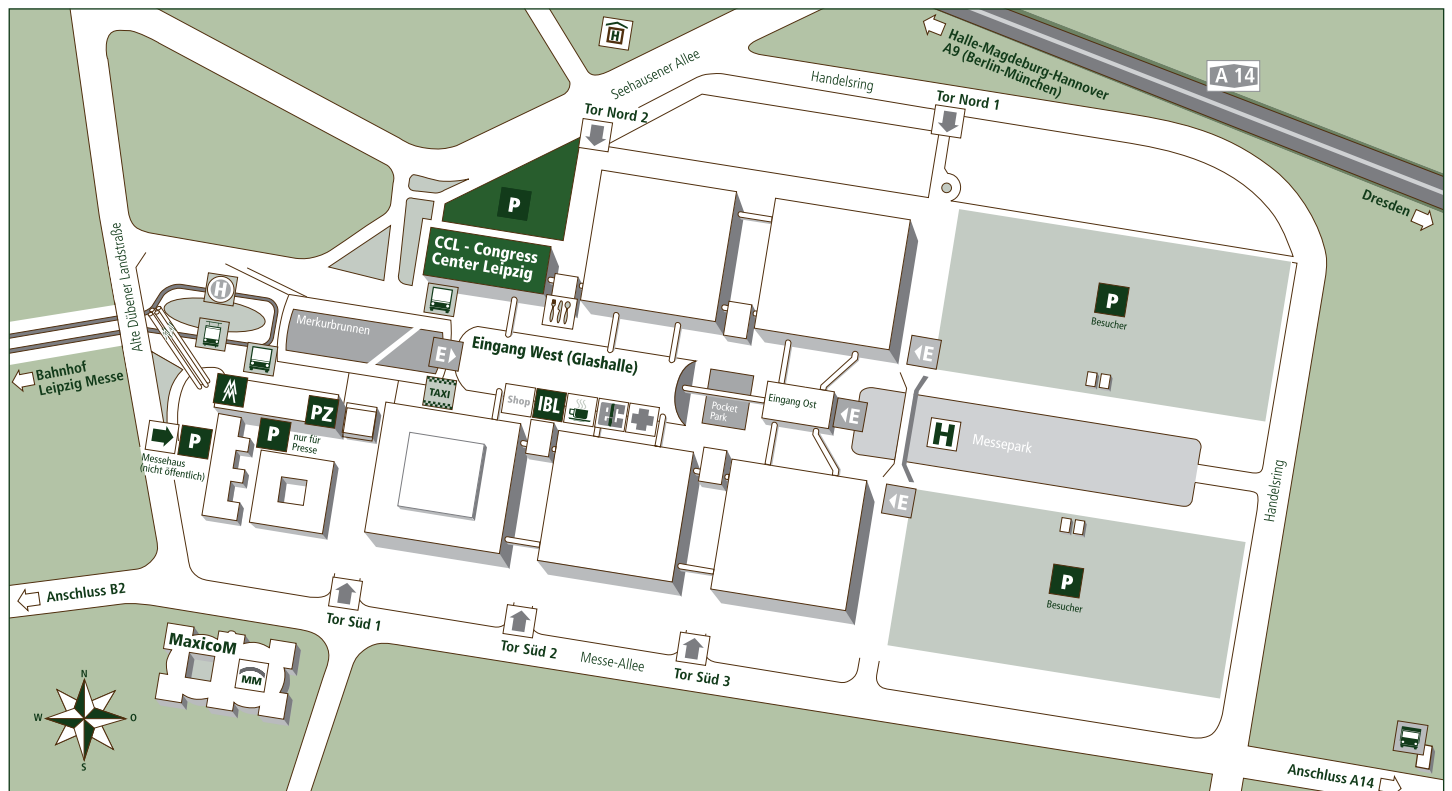 H
Halle-Magdeburg-Hannover
A9 (Berlin-München)
A 14
Seehausener Allee
Handelsring
Tor Nord 1
Tor Nord 2
Dresden
P
CCL - Congress
Center Leipzig
Alte Dübener Landstraße
H
P
Besucher
Merkurbrunnen
Eingang West (Glashalle)
E
E
Bahnhof
Leipzig Messe
TAXI
Shop
IBL
Pocket
Park
Eingang Ost
E
PZ
P
nur für
Presse
P
Messehaus
(nicht öffentlich)
H
Messepark
Handelsring
E
P
Besucher
Anschluss B2
Tor Süd 1
Tor Süd 2
Messe-Allee
Tor Süd 3
MaxicoM
MM
N
W
O
S
Anschluss A14